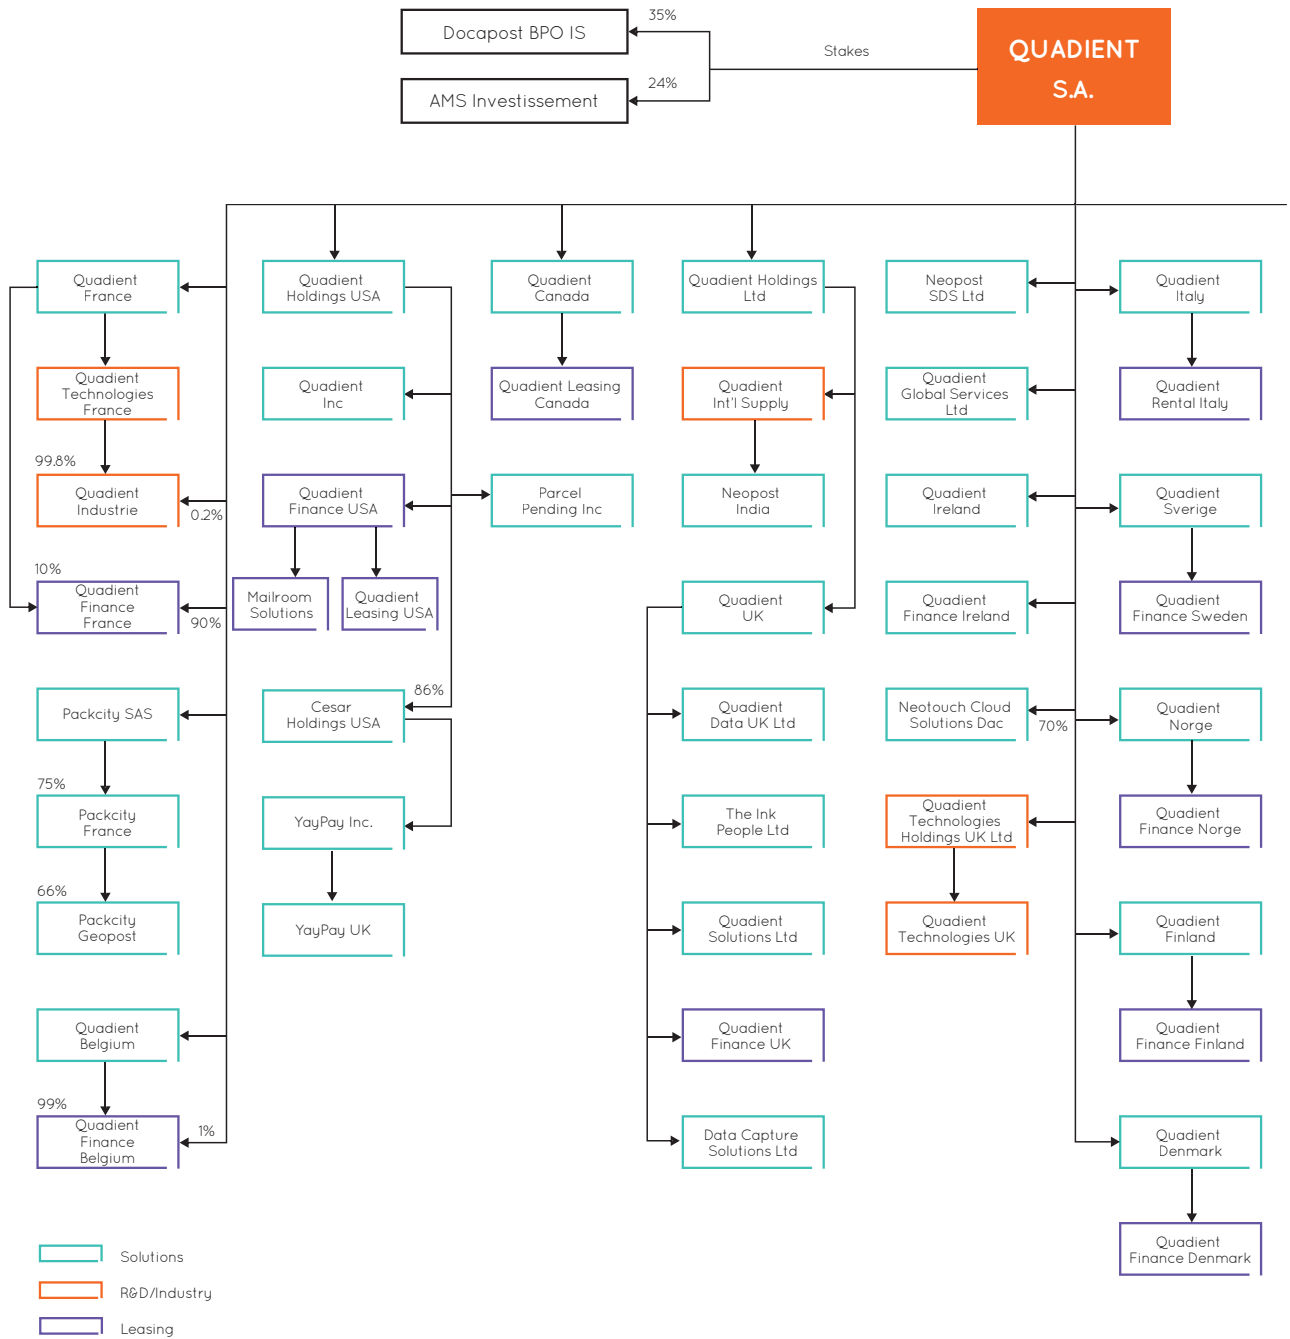 Docapost BPO IS
35%
AMS Investissement
24%
Stakes
QUADIENT
S.A.
Quadient
France
Quadient
Technologies
France
99.8%
Quadient
Industrie
0.2%
10%
Quadient
Finance
France
90%
Packcity SAS
75%
Packcity
France
66%
Packcity
Geopost
Quadient
Belgium
99%
Quadient
Finance
Belgium
1%
Quadient
Holdings USA
Quadient
Inc
Quadient
Finance USA
Mailroom
Solutions
Quadient
Leasing USA
86%
Cesar
Holdings USA
YayPay Inc.
YayPay UK
Quadient
Canada
Quadient Leasing
Canada
Parcel
Pending Inc
Quadient Holdings
Ltd
Quadient
Int'l Supply
Neopost
India
Quadient
UK
Quadient
Data UK Ltd
The Ink
People Ltd
Quadient
Solutions Ltd
Quadient
Finance UK
Data Capture
Solutions Ltd
Neopost
SDS Ltd
Quadient
Global Services
Ltd
Quadient
Ireland
Quadient
Finance Ireland
Neotouch Cloud
Solutions Dac
70%
Quadient
Technologies
Holdings UK Ltd
Quadient
Technologies UK
Quadient
Italy
Quadient
Rental Italy
Quadient
Sverige
Quadient
Finance Sweden
Quadient
Norge
Quadient
Finance Norge
Quadient
Finland
Quadient
Finance Finland
Quadient
Denmark
Quadient
Finance Denmark
Solutions
R&D/Industry
Leasing